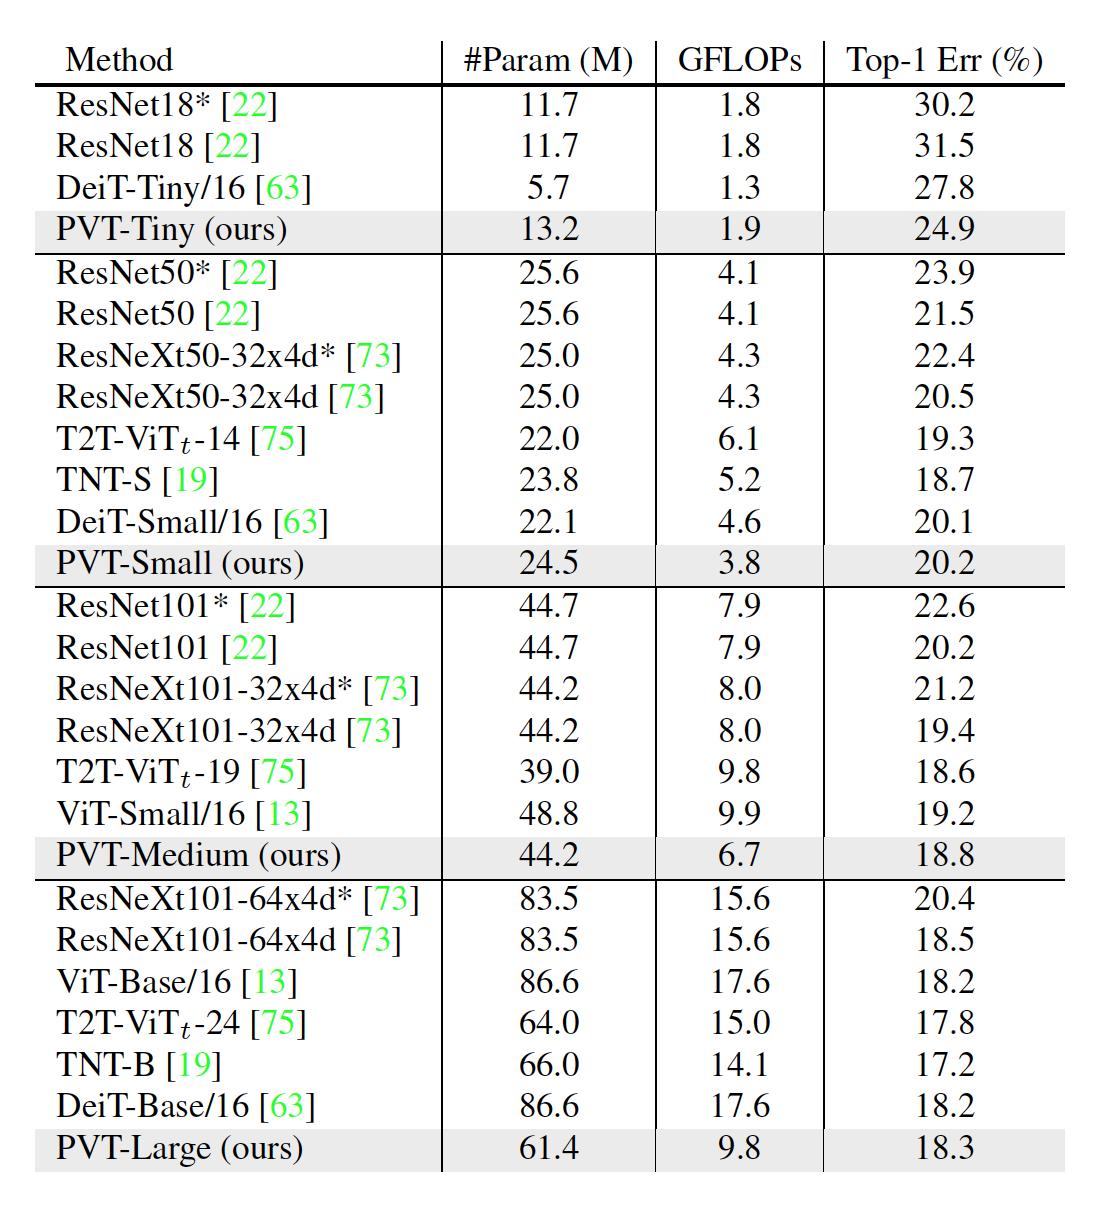 Method #Param (M) GFLOPs Top-1 Err (%)
ResNet18* [22] 11.7 1.8 30.2
ResNet18 [22] 11.7 1.8 31.5
DeiT-Tiny/16 [63] 5.7 1.3 27.8
PVT-Tiny (ours) 13.2 1.9 24.9
ResNet50* [22] 25.6 4.1 23.9
ResNet50 [22] 25.6 4.1 21.5
ResNeXt50-32x4d* [73] 25.0 4.3 22.4
ResNeXt50-32x4d [73] 25.0 4.3 20.5
T2T-ViTt-14 [75] 22.0 6.1 19.3
TNT-S [19] 23.8 5.2 18.7
DeiT-Small/16 [63] 22.1 4.6 20.1
PVT-Small (ours) 24.5 3.8 20.2
ResNet101* [22] 44.7 7.9 22.6
ResNet101 [22] 44.7 7.9 20.2
ResNeXt101-32x4d* [73] 44.2 8.0 21.2
ResNeXt101-32x4d [73] 44.2 8.0 19.4
T2T-ViTt-19 [75] 39.0 9.8 18.6
ViT-Small/16 [13] 48.8 9.9 19.2
PVT-Medium (ours) 44.2 6.7 18.8
ResNeXt101-64x4d* [73] 83.5 15.6 20.4
ResNeXt101-64x4d [73] 83.5 15.6 18.5
ViT-Base/16 [13] 86.6 17.6 18.2
T2T-ViTt-24 [75] 64.0 15.0 17.8
TNT-B [19] 66.0 14.1 17.2
DeiT-Base/16 [63] 86.6 17.6 18.2
PVT-Large (ours) 61.4 9.8 18.3